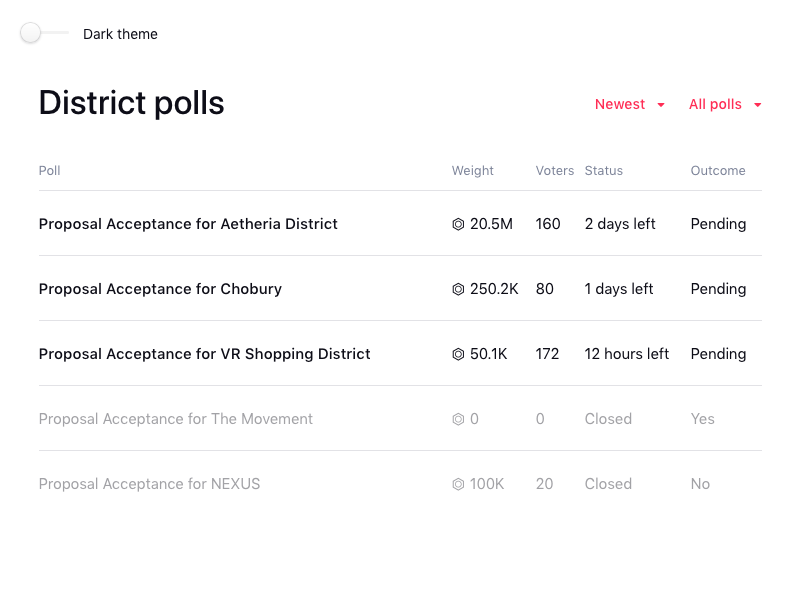 Dark theme
District polls
Newest All polls
Poll Weight Voters Status Outcome
Proposal Acceptance for Aetheria District 20.5M 160 2 days left Pending
Proposal Acceptance for Chobury 250.2K 80 1 days left Pending
Proposal Acceptance for VR Shopping District 50.1K 172 12 hours left Pending
Proposal Acceptance for The Movement 0 0 Closed Yes
Proposal Acceptance for NEXUS 100K 20 Closed No